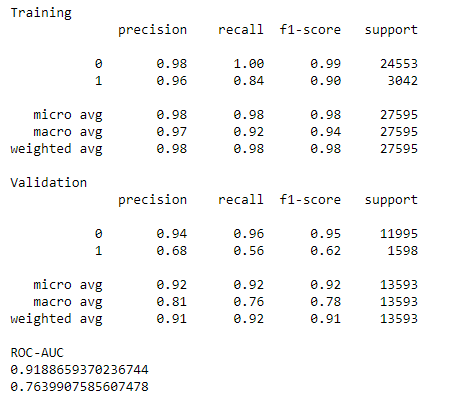 Training
precision recall f1-score support
0 0.98 1.00 0.99 24553
1 0.96 0.84 0.90 3042
micro avg 0.98 0.98 0.98 27595
macro avg 0.97 0.92 0.94 27595
weighted avg 0.98 0.98 0.98 27595
Validation
precision recall f1-score support
0 0.94 0.96 0.95 11995
1 0.68 0.56 0.62 1598
micro avg 0.92 0.92 0.92 13593
macro avg 0.81 0.76 0.78 13593
weighted avg 0.91 0.92 0.91 13593
ROC-AUC
0.9188659370236744
0.7639907585607478